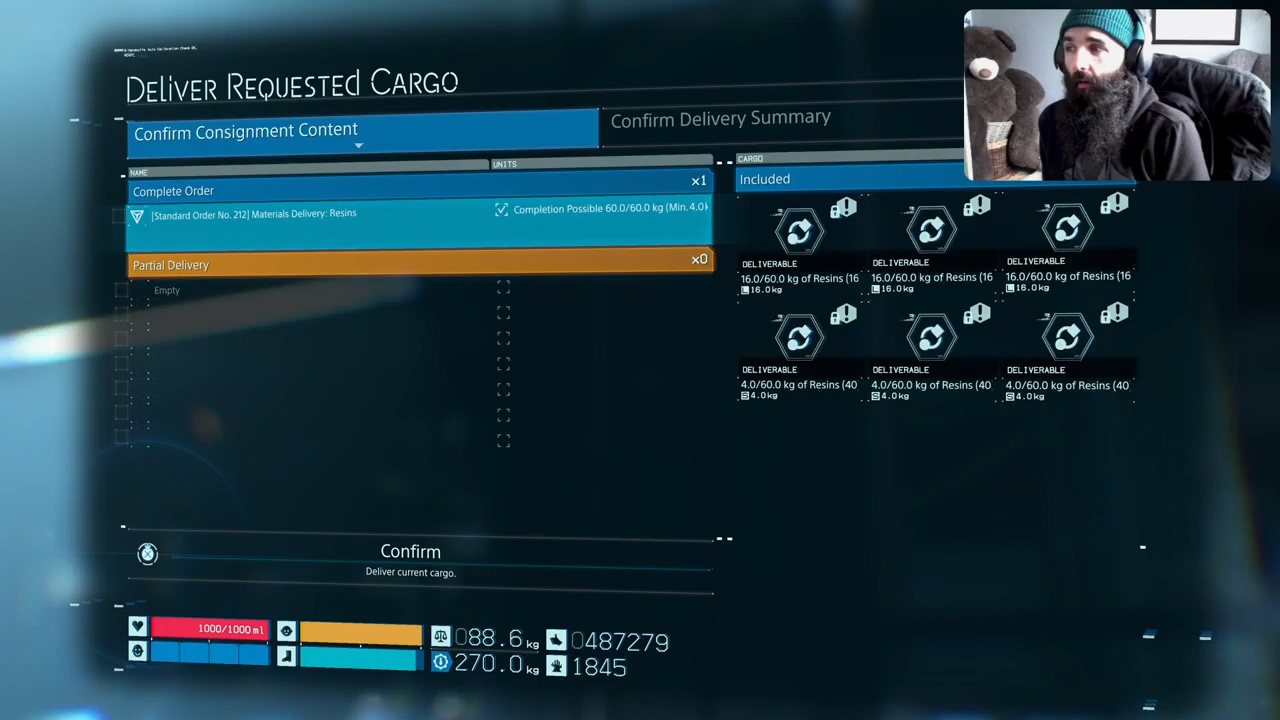 Deliver Requested Cargo
Confirm Consignment Content
Confirm Delivery Summary
NAME
UNITS
CARGO
Complete Order
x1
Included
[Standard Order No. 212] Materials Delivery: Resins
Completion Possible 60.0/60.0 kg (Min. 4.0k
Partial Delivery
x0
Empty
DELIVERABLE
DELIVERABLE
DELIVERABLE
16.0/60.0 kg of Resins (16
16.0/60.0 kg of Resins (16
16.0/60.0 kg of Resins (16
L 16.0kg
L 16.0kg
L 16.0kg
DELIVERABLE
DELIVERABLE
DELIVERABLE
4.0/60.0 kg of Resins (40
4.0/60.0 kg of Resins (40
4.0/60.0 kg of Resins (40
S 4.0kg
S 4.0kg
S 4.0kg
Confirm
Deliver current cargo.
1000/1000 ml
088.6 kg
0487279
270.0 kg
1845